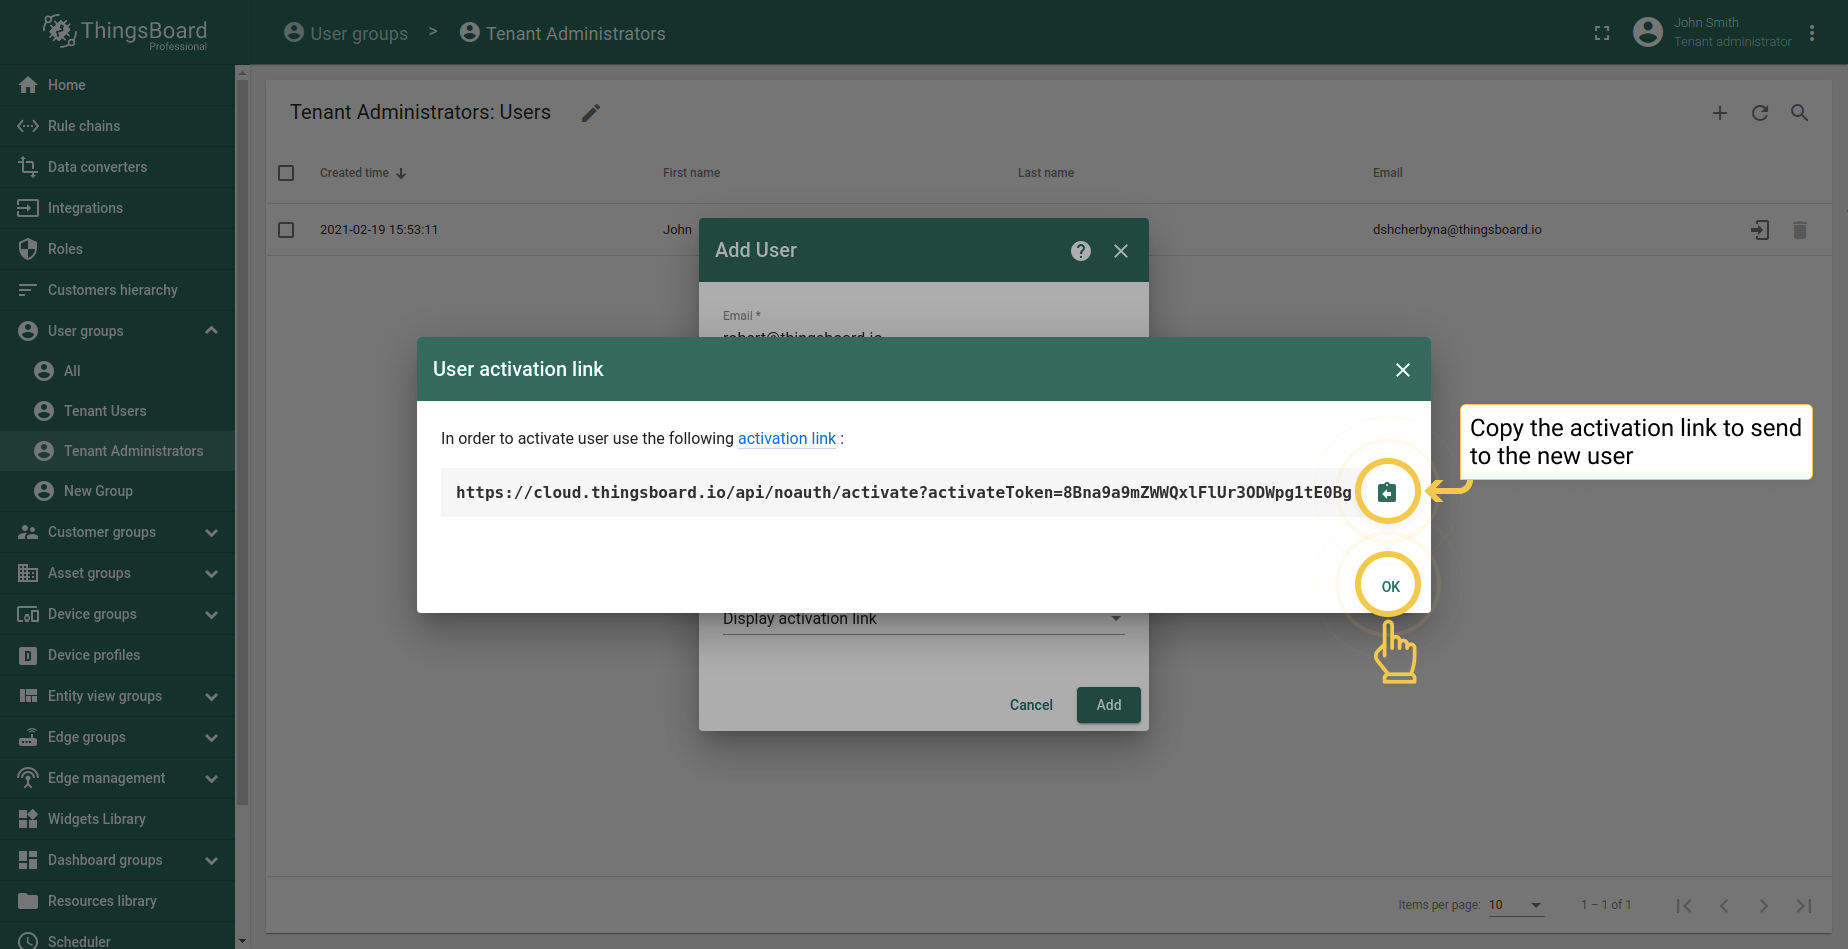 ThingsBoard
Professional
User groups > Tenant Administrators
John Smith
Tenant administrator
Home
Rule chains
Data converters
Integrations
Roles
Customers hierarchy
User groups
All
Tenant Users
Tenant Administrators
New Group
Customer groups
Asset groups
Device groups
Device profiles
Entity view groups
Edge groups
Edge management
Widgets Library
Dashboard groups
Resources library
Scheduler
Tenant Administrators: Users
Created time First name Last name Email
2021-02-19 15:53:11 John dshcherbyna@thingsboard.io
Add User
Email *
robert@thingsboard.io
User activation link
In order to activate user use the following activation link :
https://cloud.thingsboard.io/api/noauth/activate?activateToken=8Bna9a9mZWWQxlFlUr3ODWpg1tE0Bg
OK
Copy the activation link to send
to the new user
Display activation link
Cancel Add
Items per page: 10 1 – 1 of 1